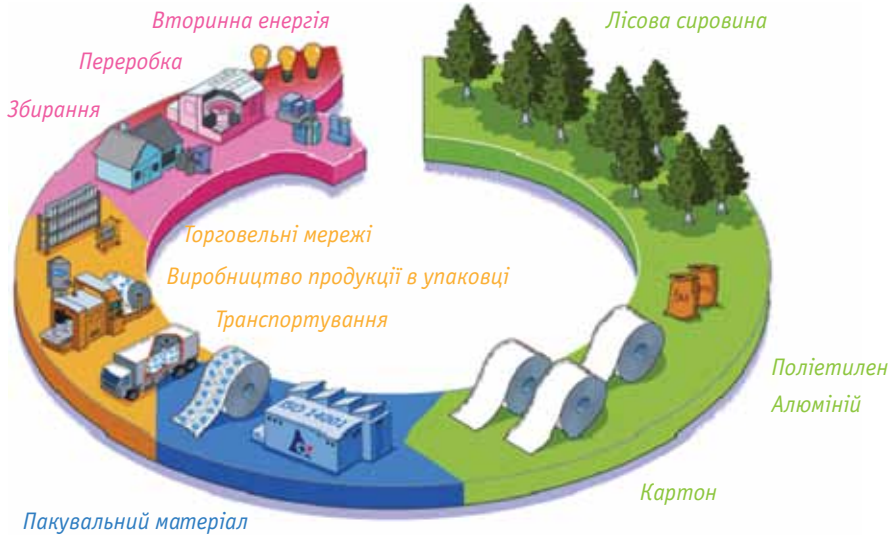 Вторинна енергія
Лісова сировина
Переробка
Збирання
Торговельні мережі
Виробництво продукції в упаковці
Транспортування
ISO 14001
Поліетилен
Алюміній
Картон
Пакувальний матеріал